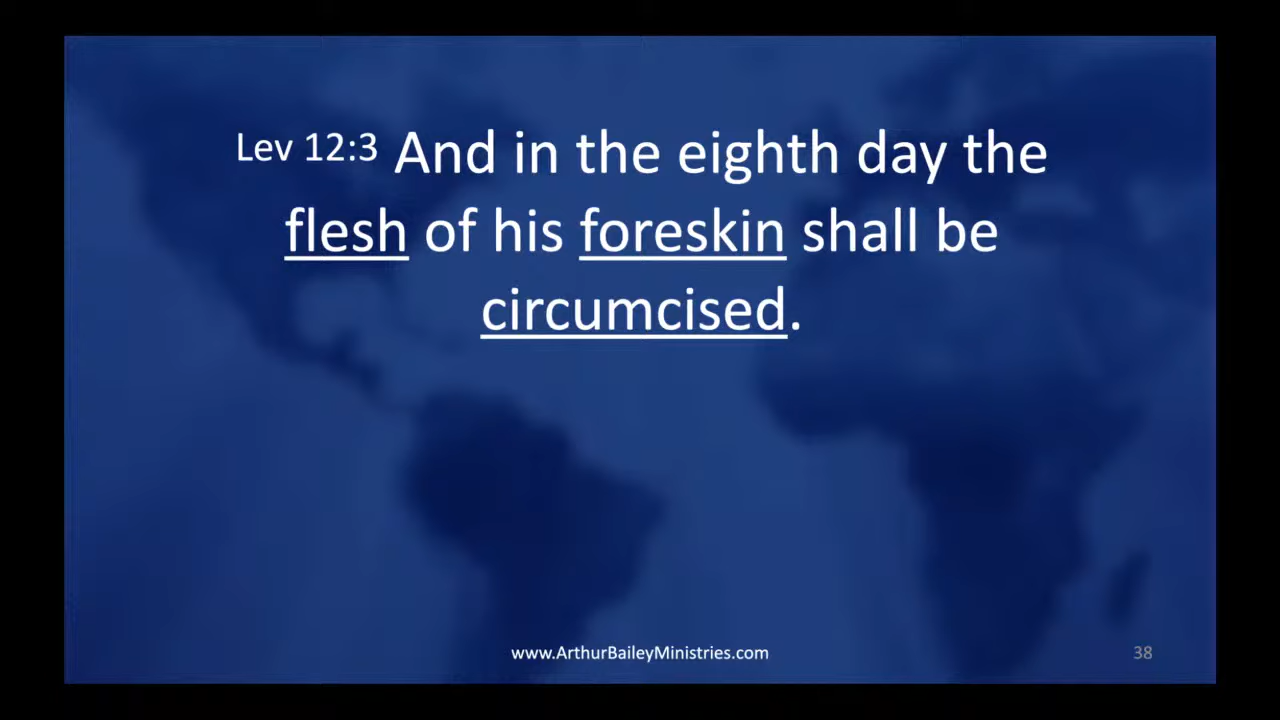 Lev 12:3 And in the eighth day the
flesh of his foreskin shall be
circumcised.
www.ArthurBaileyMinistries.com
38